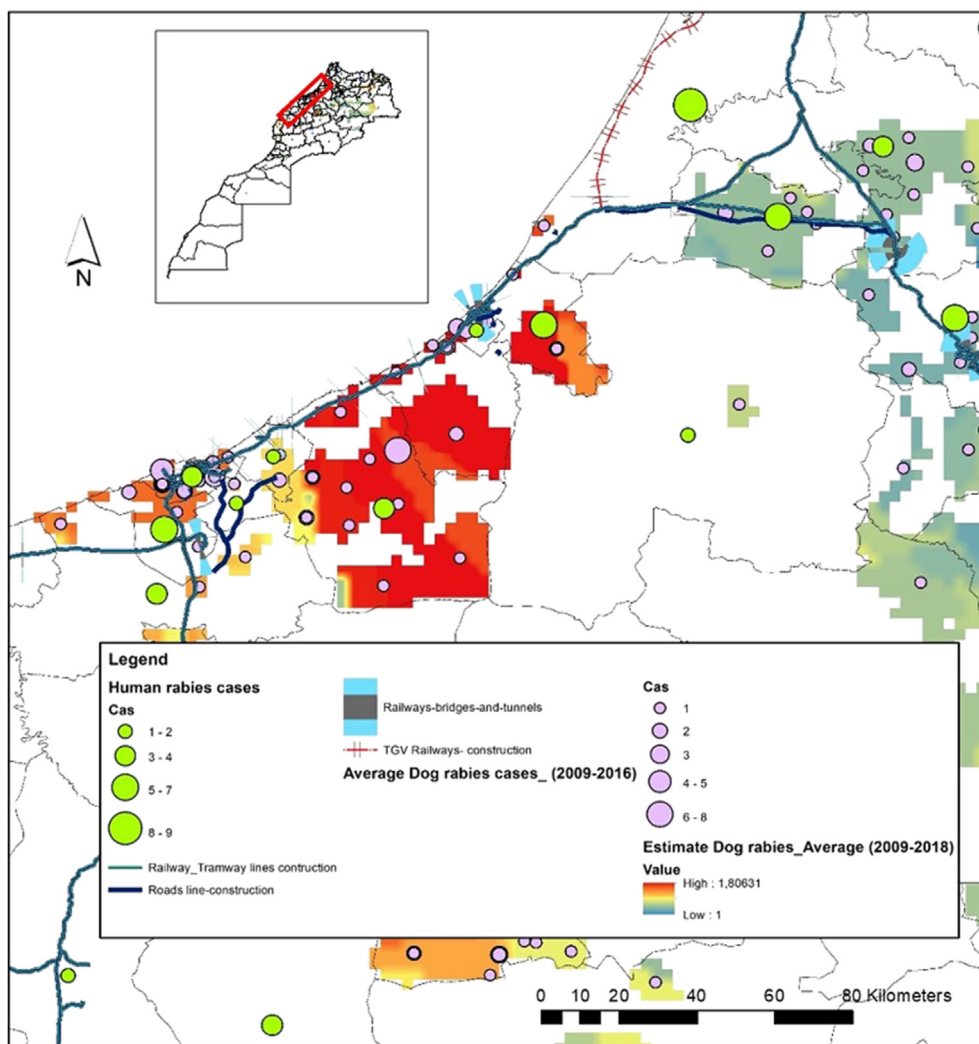 N
Legend
Human rabies cases
Cas
1 - 2
3 - 4
5 - 7
8 - 9
Railway_Tramway lines contruction
Roads line-construction
Railways-bridges-and-tunnels
TGV Railways- construction
Average Dog rabies cases_ (2009-2016)
Cas
1
2
3
4 - 5
6 - 8
Estimate Dog rabies_Average (2009-2018)
Value
High : 1,80631
Low : 1
0 10 20 40 60 80 Kilometers